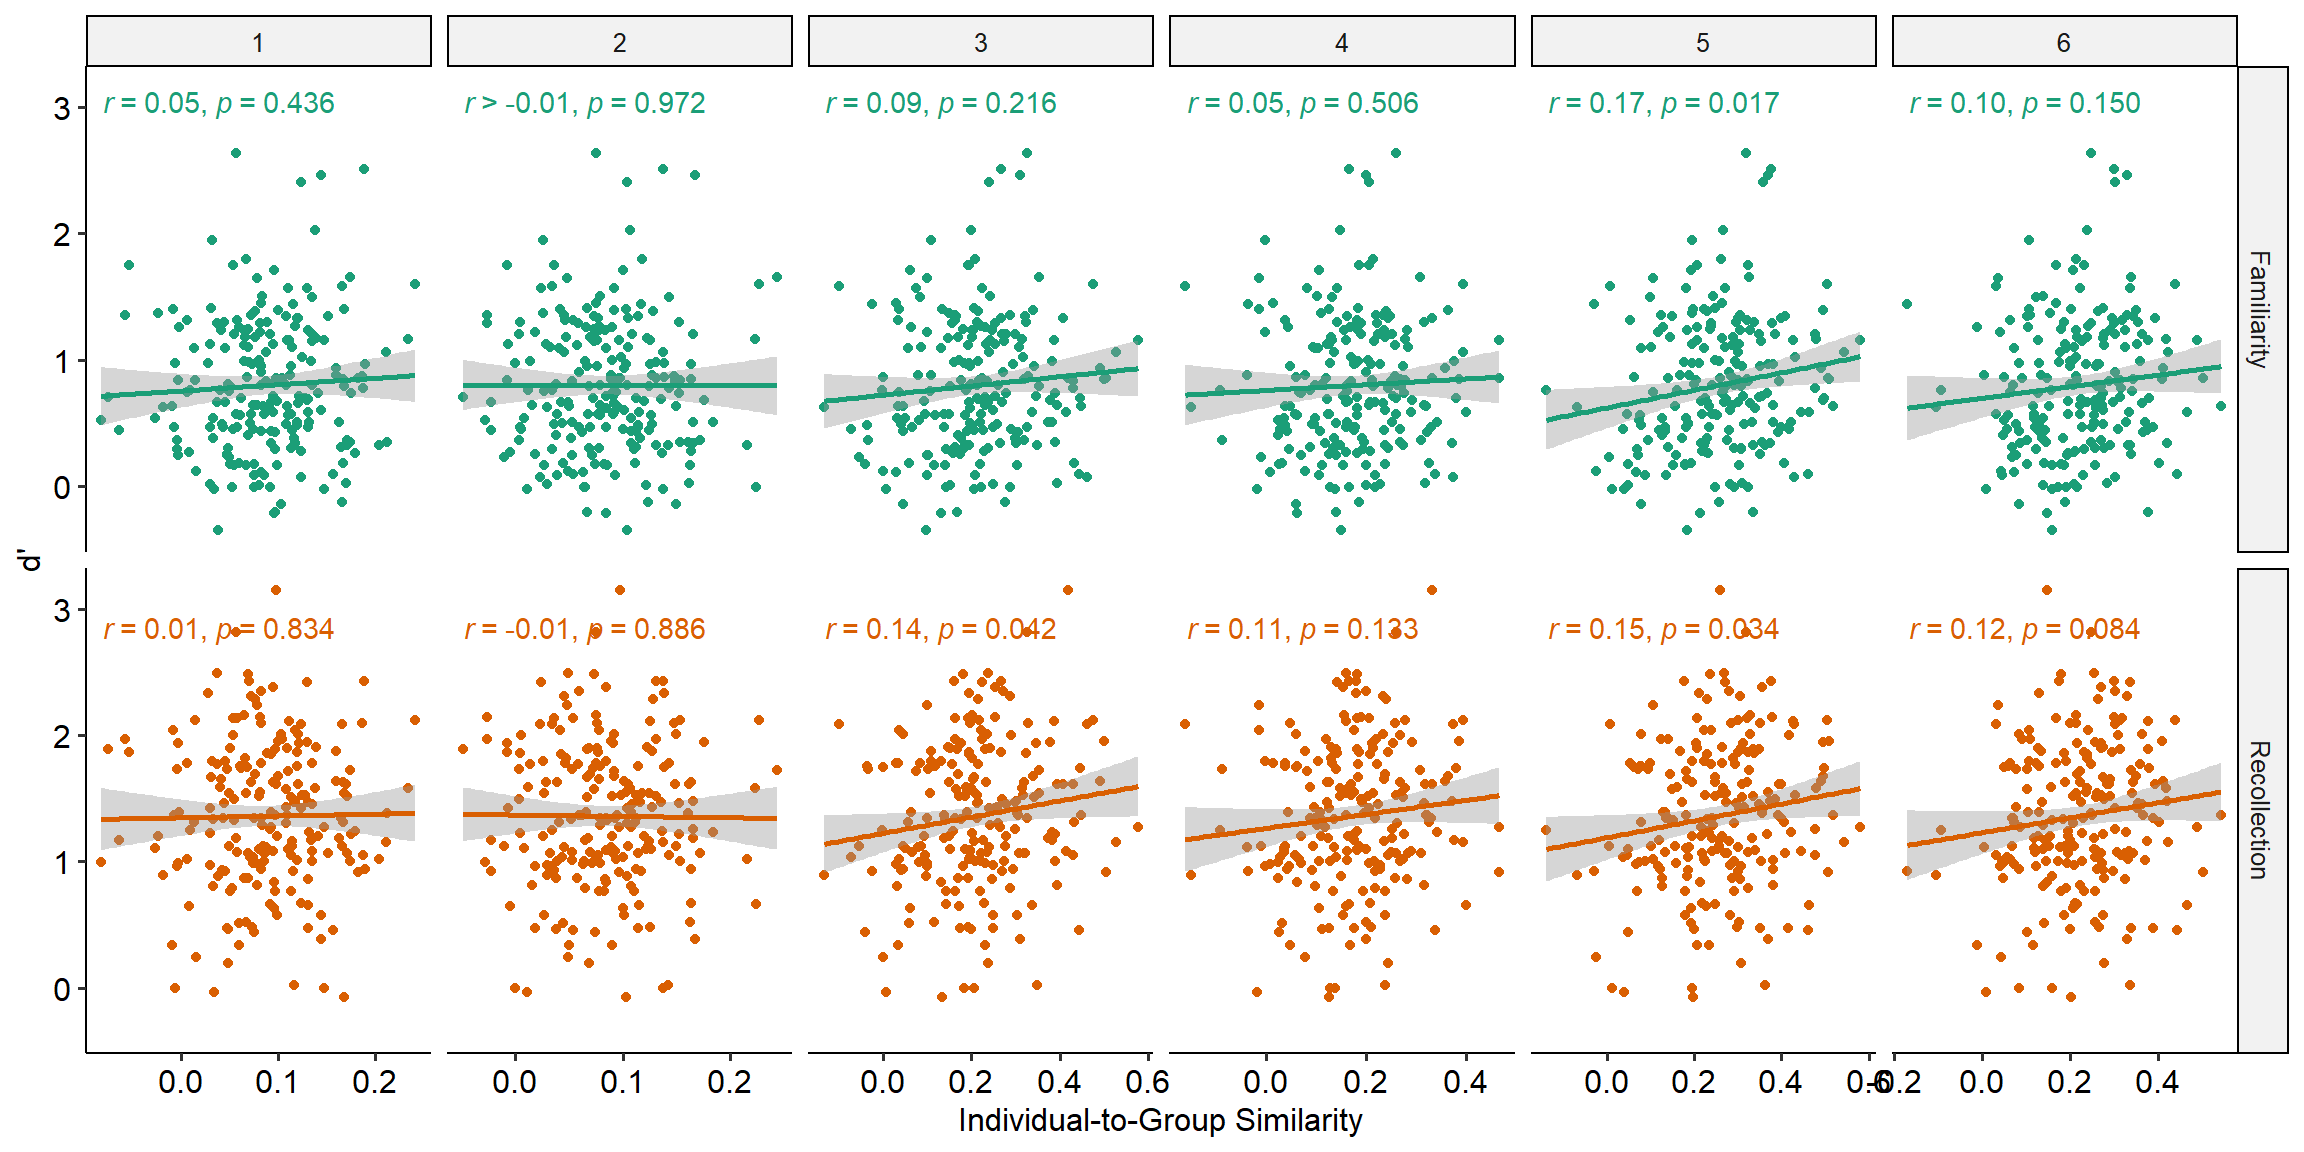 1 2 3 4 5 6
r = 0.05, p = 0.436 r > -0.01, p = 0.972 r = 0.09, p = 0.216 r = 0.05, p = 0.506 r = 0.17, p = 0.017 r = 0.10, p = 0.150
3
2
1
0
Familiarity
d'
r = 0.01, p = 0.834 r = -0.01, p = 0.886 r = 0.14, p = 0.042 r = 0.11, p = 0.133 r = 0.15, p = 0.034 r = 0.12, p = 0.084
3
2
1
0
Recollection
0.0 0.1 0.2 0.0 0.1 0.2 0.0 0.2 0.4 0.6 0.0 0.2 0.4 0.0 0.2 0.4 0.6 -0.2 0.0 0.2 0.4
Individual-to-Group Similarity